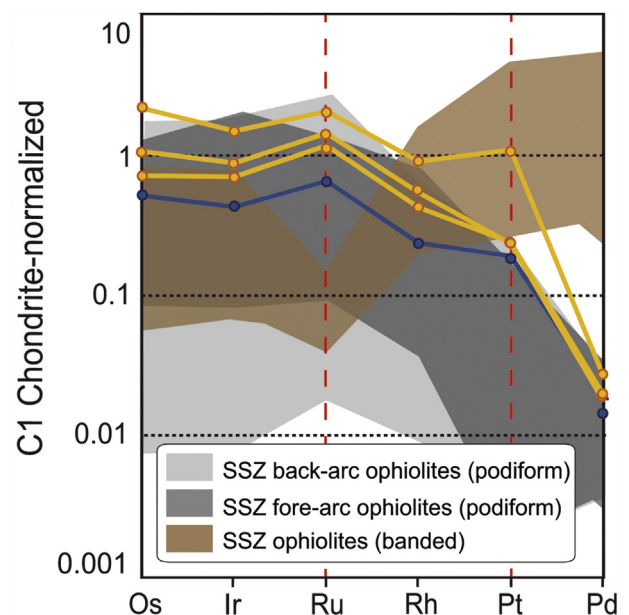 10
1
0.1
0.01
0.001
C1 Chondrite-normalized
SSZ back-arc ophiolites (podiform)
SSZ fore-arc ophiolites (podiform)
SSZ ophiolites (banded)
Os Ir Ru Rh Pt Pd